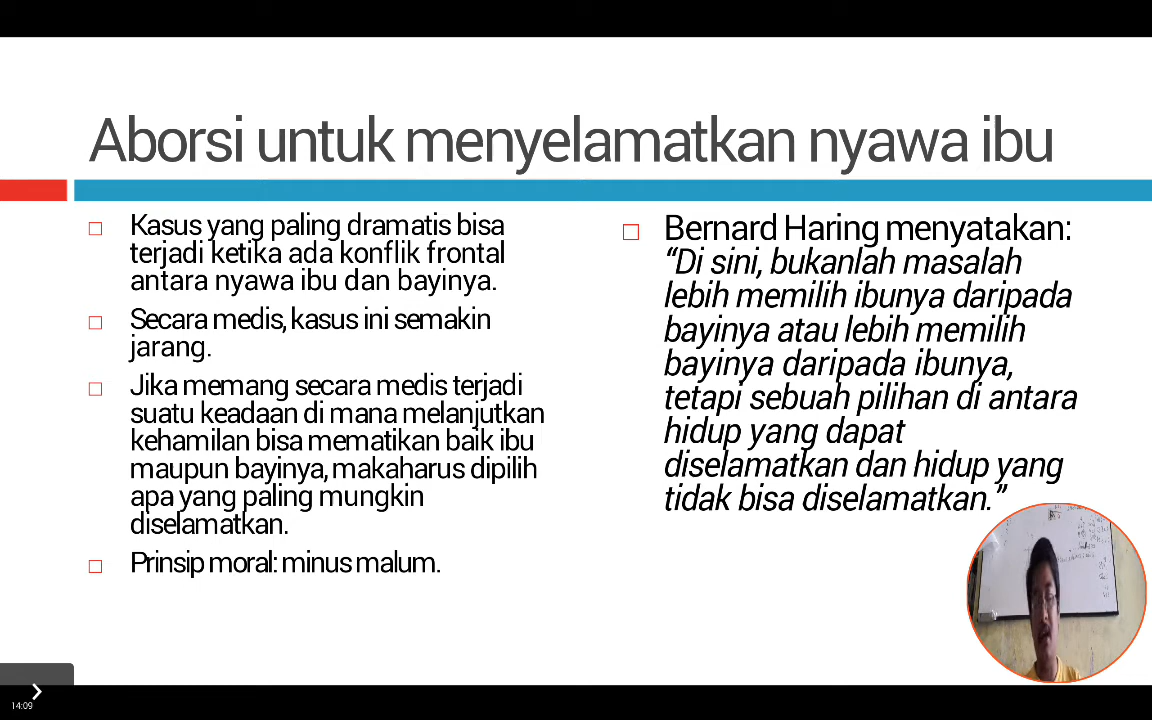 Aborsi untuk menyelamatkan nyawa ibu
Kasus yang paling dramatis bisa
terjadi ketika ada konflik frontal
antara nyawa ibu dan bayinya.
Secara medis, kasus ini semakin
jarang.
Jika memang secara medis terjadi
suatu keadaan di mana melanjutkan
kehamilan bisa mematikan baik ibu
maupun bayinya, makaharus dipilih
apa yang paling mungkin
diselamatkan.
Prinsip moral: minus malum.
Bernard Haring menyatakan:
“Di sini, bukanlah masalah
lebih memilih ibunya daripada
bayinya atau lebih memilih
bayinya daripada ibunya,
tetapi sebuah pilihan di antara
hidup yang dapat
diselamatkan dan hidup yang
tidak bisa diselamatkan.”
14:09